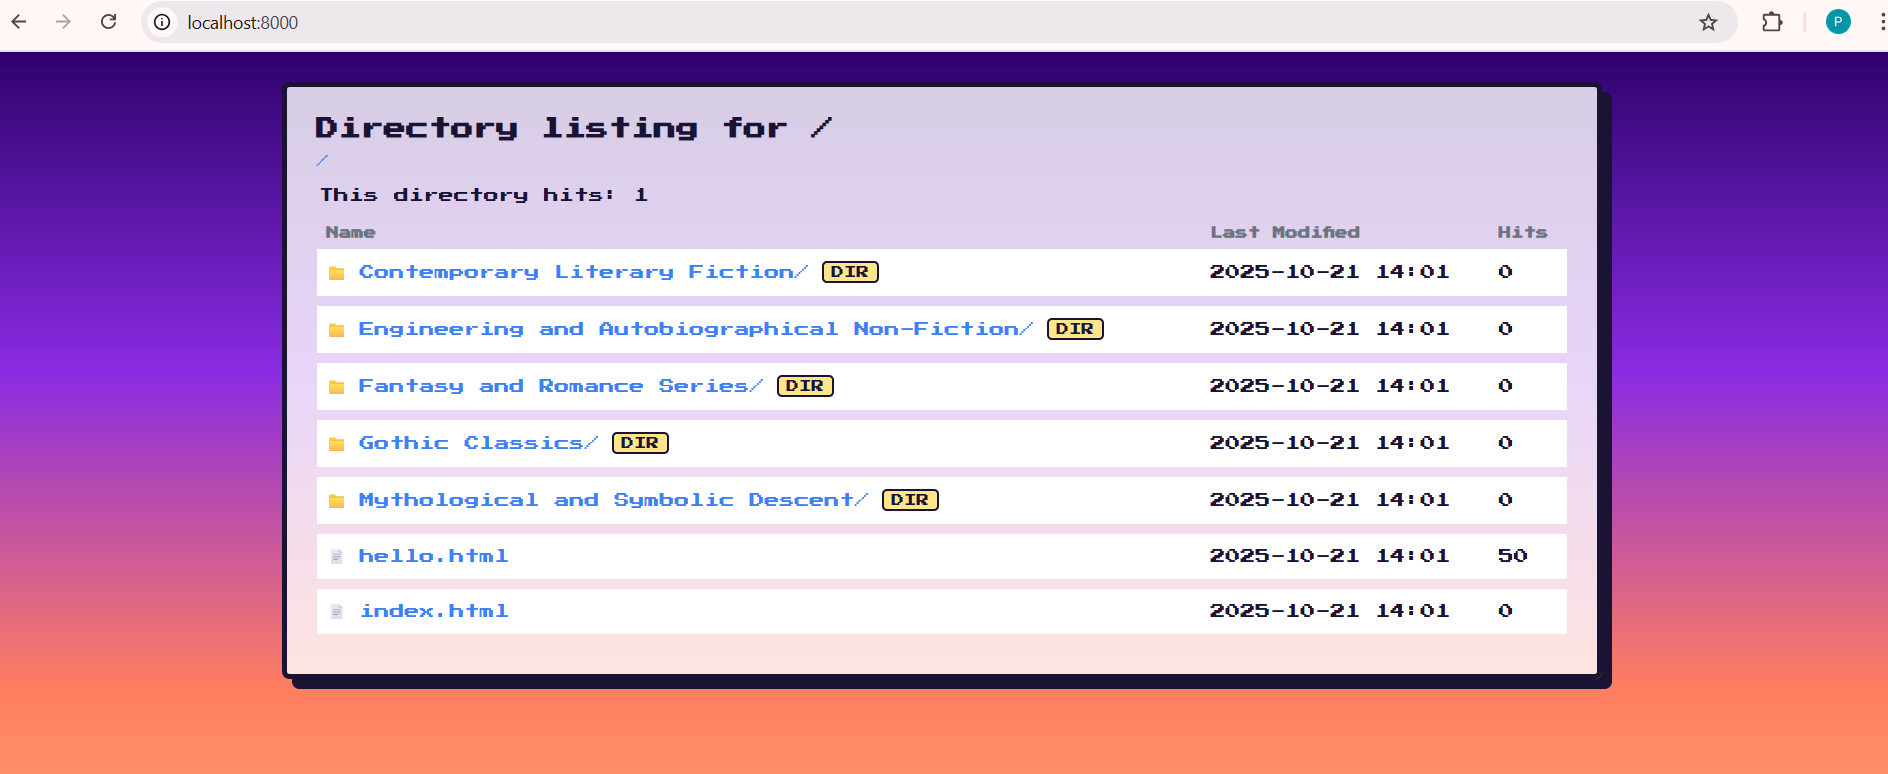 localhost:8000
P
Directory listing for /
/
This directory hits: 1
Name Last Modified Hits
Contemporary Literary Fiction/ DIR 2025-10-21 14:01 0
Engineering and Autobiographical Non-Fiction/ DIR 2025-10-21 14:01 0
Fantasy and Romance Series/ DIR 2025-10-21 14:01 0
Gothic Classics/ DIR 2025-10-21 14:01 0
Mythological and Symbolic Descent/ DIR 2025-10-21 14:01 0
hello.html 2025-10-21 14:01 50
index.html 2025-10-21 14:01 0